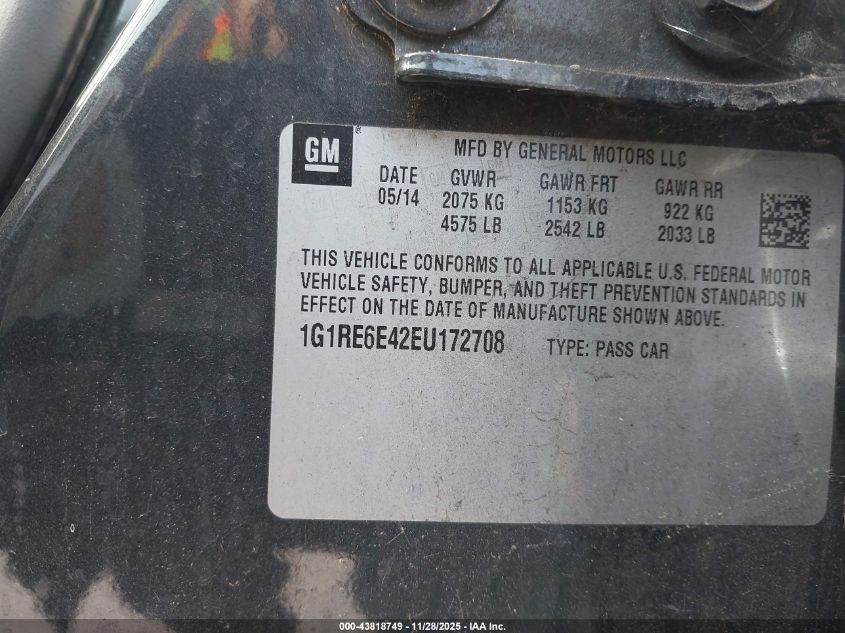 GM ®
MFD BY GENERAL MOTORS LLC
DATE GVWR GAWR FRT GAWR RR
05/14 2075 KG 1153 KG 922 KG
4575 LB 2542 LB 2033 LB
THIS VEHICLE CONFORMS TO ALL APPLICABLE U.S. FEDERAL MOTOR
VEHICLE SAFETY, BUMPER, AND THEFT PREVENTION STANDARDS IN
EFFECT ON THE DATE OF MANUFACTURE SHOWN ABOVE.
1G1RE6E42EU172708 TYPE: PASS CAR
000-43818749 - 11/28/2025 - IAA Inc.